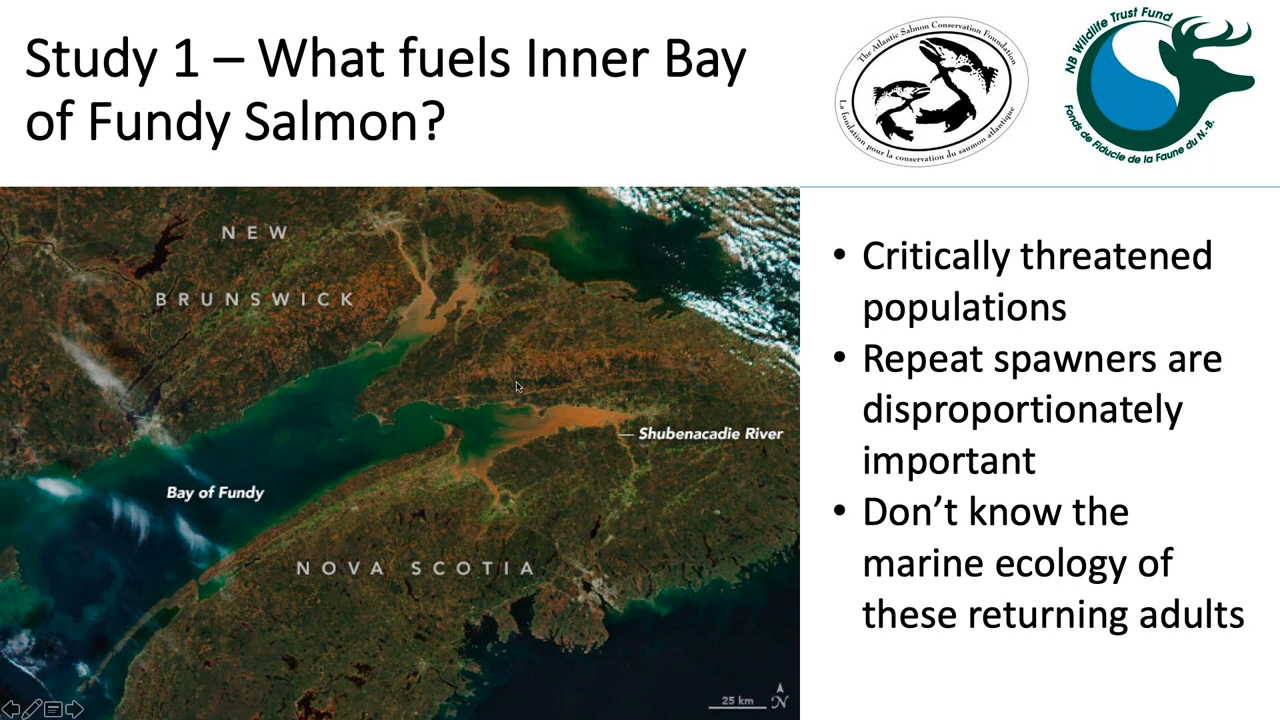 Study 1 – What fuels Inner Bay
of Fundy Salmon?
The Atlantic Salmon Conservation Foundation
La fondation pour la conservation du saumon atlantique
NB Wildlife Trust Fund
Fonds de Fiducie de la Faune du N.-B.
NEW
BRUNSWICK
Shubenacadie River
Bay of Fundy
NOVA SCOTIA
25 km
N
• Critically threatened
populations
• Repeat spawners are
disproportionately
important
• Don’t know the
marine ecology of
these returning adults